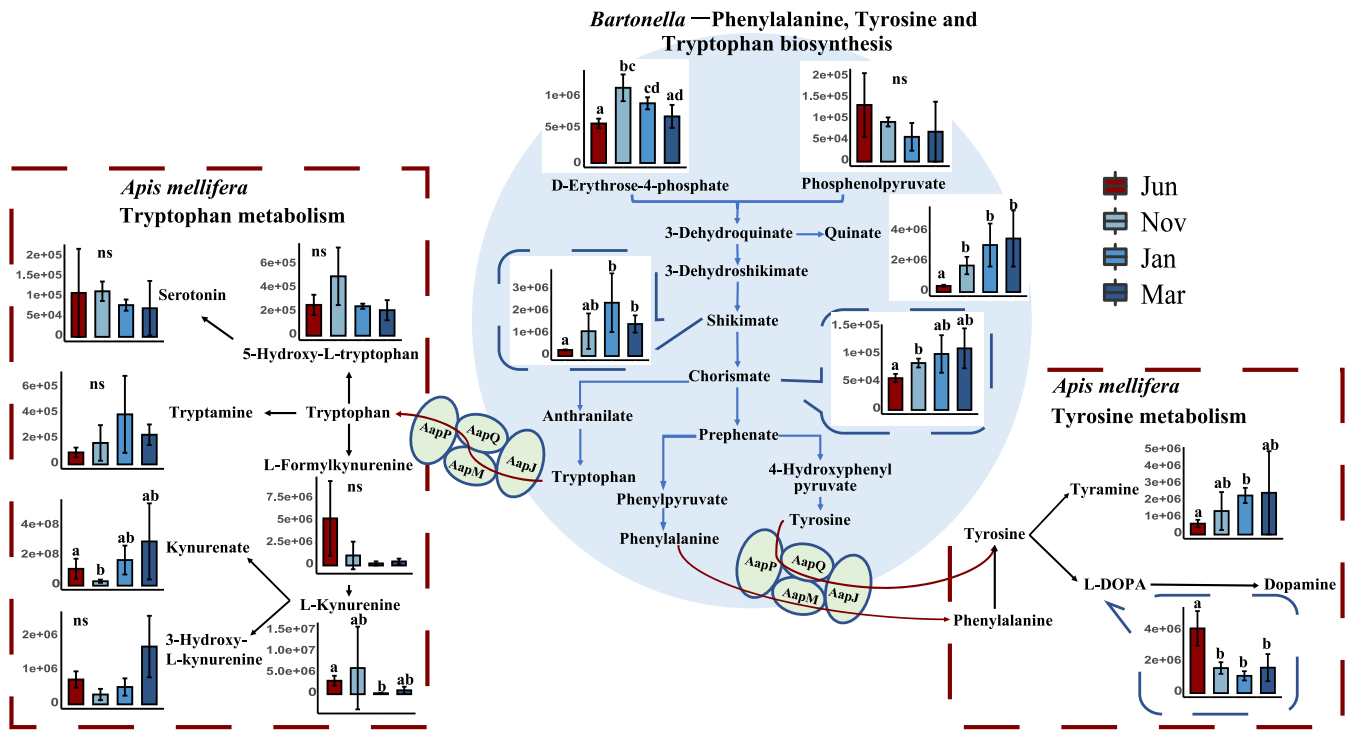 Bartonella —Phenylalanine, Tyrosine and
Tryptophan biosynthesis
1e+06
5e+05
0
a
bc
cd
ad
D-Erythrose-4-phosphate
2e+05
1e+05
1e+05
5e+04
0
ns
Phosphenolpyruvate
3-Dehydroquinate
Quinate
4e+06
2e+06
0
a
b
b
b
3-Dehydroshikimate
3e+06
2e+06
1e+06
0
a
ab
b
b
Shikimate
Chorismate
1e+05
1e+05
5e+04
0
a
b
ab
ab
Anthranilate
Prephenate
Tryptophan
Phenylpyruvate
4-Hydroxyphenyl
pyruvate
Phenylalanine
Tyrosine
AapP
AapQ
AapM
AapJ
AapP
AapQ
AapM
AapJ
Jun
Nov
Jan
Mar
Apis mellifera
Tryptophan metabolism
2e+05
1e+05
1e+05
5e+04
0
ns
Serotonin
6e+05
4e+05
2e+05
0
ns
5-Hydroxy-L-tryptophan
6e+05
4e+05
2e+05
0
ns
Tryptamine
Tryptophan
L-Formylkynurenine
7.5e+06
5e+06
2.5e+06
0
ns
4e+08
2e+08
0
a
b
ab
ab
Kynurenate
L-Kynurenine
2e+06
1e+06
0
ns
3-Hydroxy-
L-kynurenine
1.5e+07
1.0e+07
5.0e+06
0
a
ab
b
ab
Apis mellifera
Tyrosine metabolism
5e+06
4e+06
3e+06
2e+06
1e+06
0
a
ab
b
ab
Tyramine
Tyrosine
L-DOPA
Dopamine
Phenylalanine
4e+06
2e+06
0
a
b
b
b